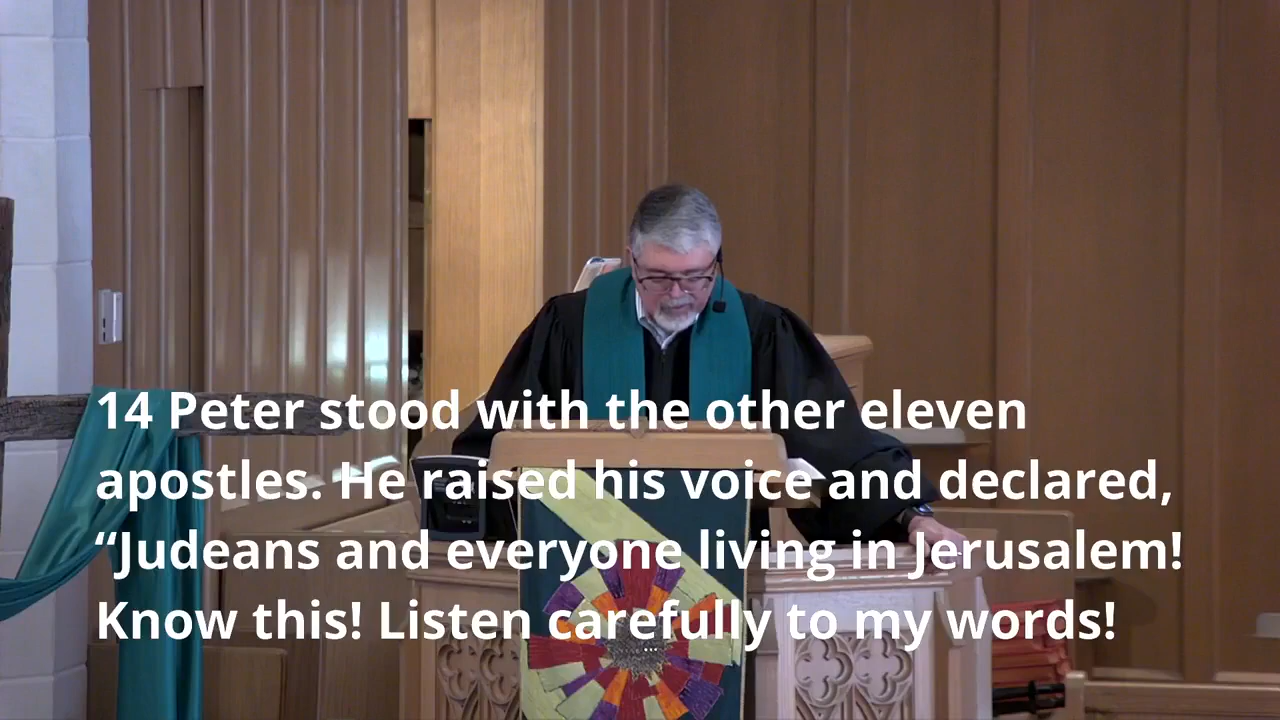 14 Peter stood with the other eleven
apostles. He raised his voice and declared,
“Judeans and everyone living in Jerusalem!
Know this! Listen carefully to my words!
...